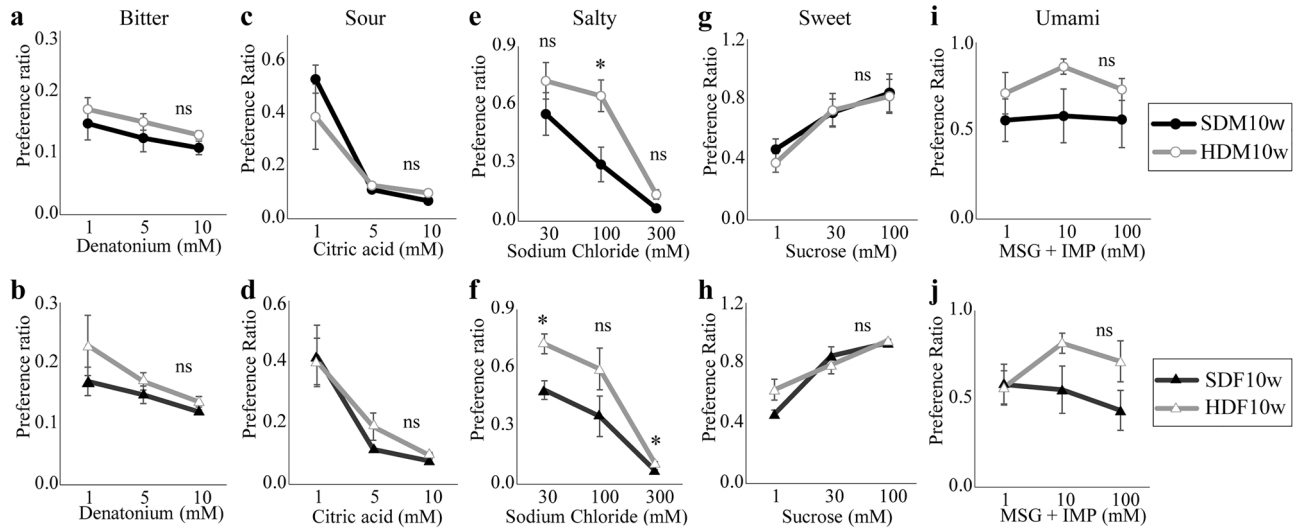 a Bitter
Preference ratio
0.3
0.2
0.1
0.0
ns
1 5 10
Denatonium (mM)
c Sour
Preference Ratio
0.6
0.4
0.2
0.0
ns
1 5 10
Citric acid (mM)
e Salty
Preference Ratio
0.9
0.6
0.3
0.0
ns
*
ns
30 100 300
Sodium Chloride (mM)
g Sweet
Preference Ratio
1.2
0.8
0.4
0.0
ns
1 30 100
Sucrose (mM)
i Umami
Preference Ratio
1.0
0.5
0.0
ns
1 10 100
MSG + IMP (mM)
SDM10w
HDM10w
b
Preference ratio
0.3
0.2
0.1
0.0
ns
1 5 10
Denatonium (mM)
d
Preference Ratio
0.6
0.4
0.2
0.0
ns
1 5 10
Citric acid (mM)
f
Preference Ratio
0.9
0.6
0.3
0.0
*
ns
*
30 100 300
Sodium Chloride (mM)
h
Preference Ratio
1.2
0.8
0.4
0.0
ns
1 30 100
Sucrose (mM)
j
Preference Ratio
1.0
0.5
0.0
ns
1 10 100
MSG + IMP (mM)
SDF10w
HDF10w